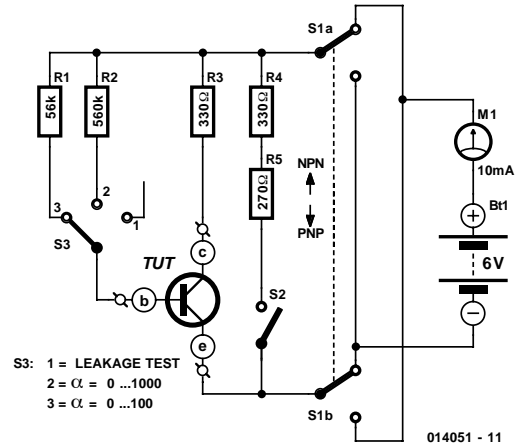 S1a
R1
R2
R3
R4
56k
560k
330Ω
330Ω
M1
R5
270Ω
NPN
10mA
2
Bt1
3
1
+
PNP
S3
TUT
c
6V
b
S2
−
e
S3: 1 = LEAKAGE TEST
2 = α = 0 ...1000
3 = α = 0 ...100
S1b
014051 - 11